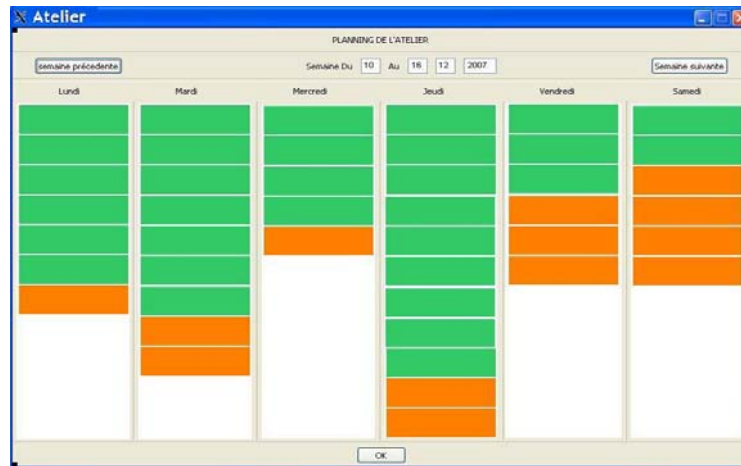 Atelier
PLANNING DE L'ATELIER
semaine précedente Semaine Du 10 Au 16 12 2007 Semaine suivante
Lundi Mardi Mercredi Jeudi Vendredi Samedi
OK